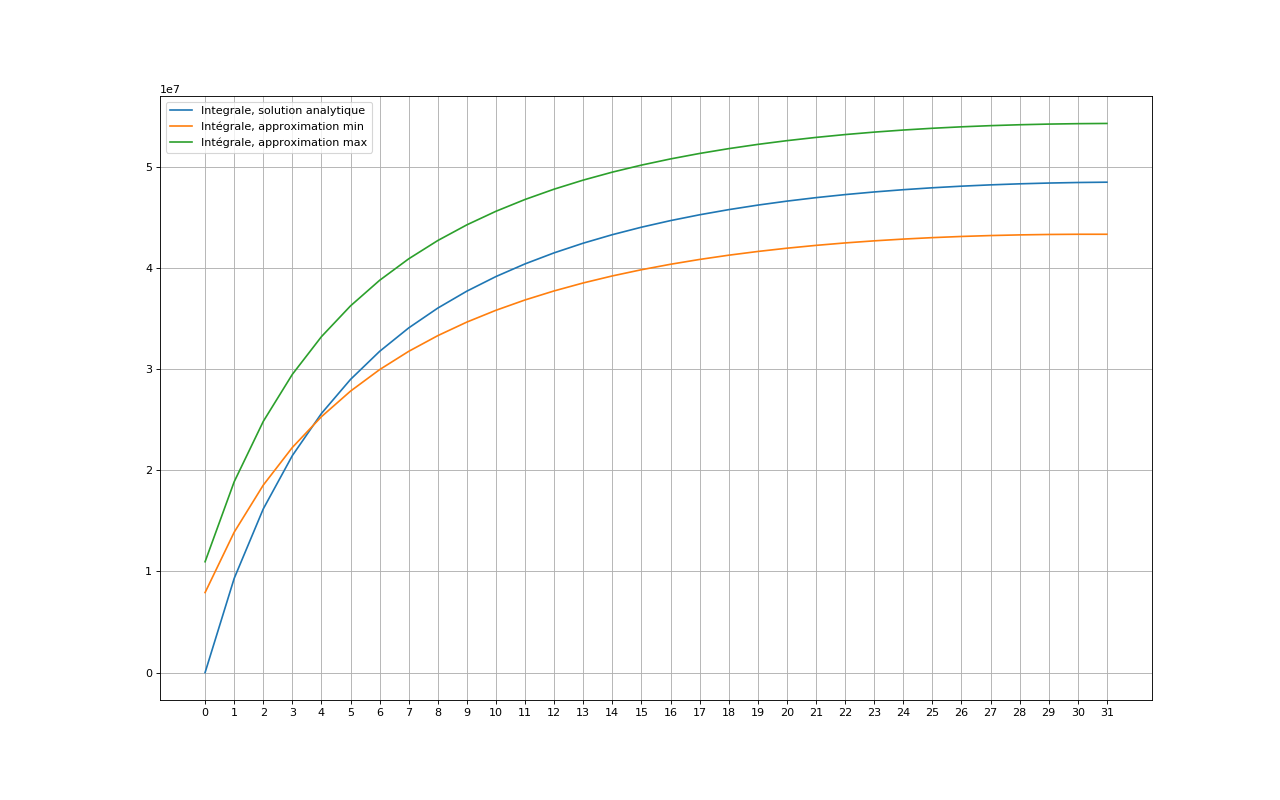 1e7
Integrale, solution analytique
Intégrale, approximation min
Intégrale, approximation max
5
4
3
2
1
0
0 1 2 3 4 5 6 7 8 9 10 11 12 13 14 15 16 17 18 19 20 21 22 23 24 25 26 27 28 29 30 31